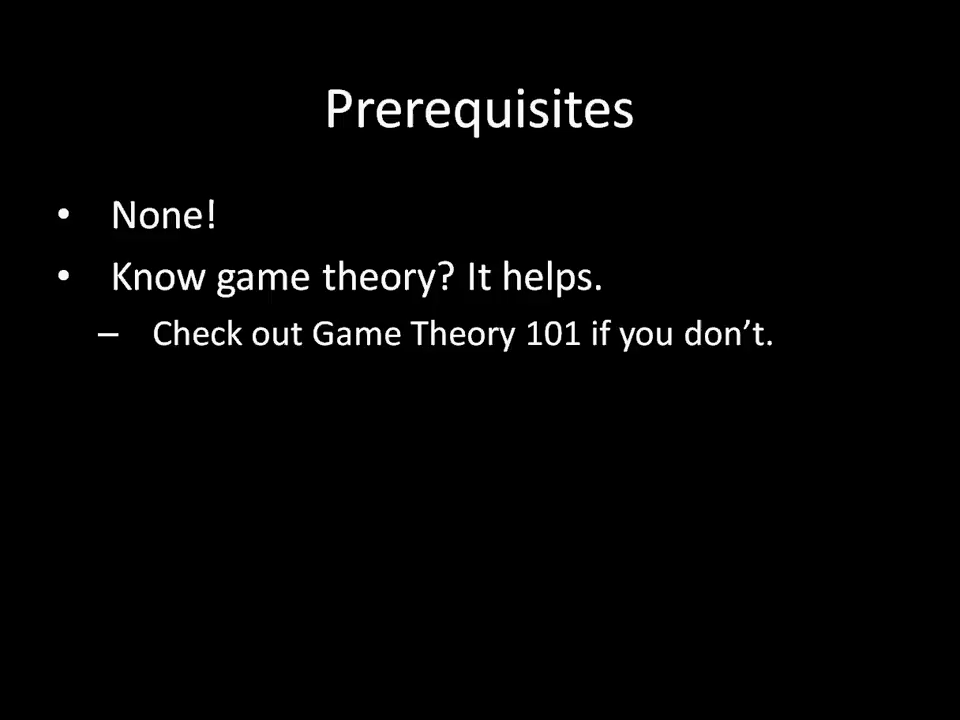 Prerequisites
• None!
• Know game theory? It helps.
– Check out Game Theory 101 if you don’t.